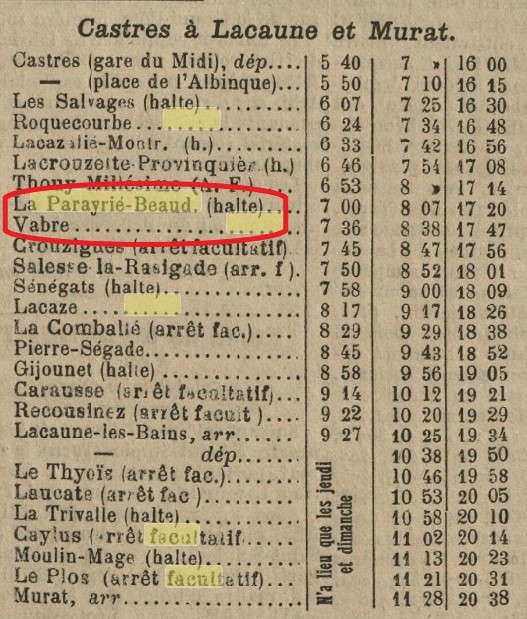 Castres à Lacaune et Murat.
Castres (gare du Midi), dép.... 5 40 7 » 16 00
— (place de l'Albinque)... 5 50 7 10 16 15
Les Salvages (halte)........... 6 07 7 25 16 30
Roquecourbe........... 6 24 7 34 16 48
Lacazalié-Montr. (h.)........... 6 33 7 42 16 56
Lacrouzette-Provinquièr. (h.) 6 46 7 54 17 08
Thouy-Millésime (A. F.)...... 6 53 8 » 17 14
La Parayrié-Beaud. (halte).... 7 00 8 07 17 20
Vabre........................ 7 36 8 38 17 47
Crouzigues (arrêt facultatif).. 7 45 8 47 17 56
Salesse-la-Rasigade (arr. f.). 7 50 8 52 18 01
Sénégats (halte).............. 7 58 9 00 18 09
Lacaze........................ 8 17 9 17 18 26
La Combalié (arrêt fac.)...... 8 29 9 29 18 38
Pierre-Ségade................. 8 45 9 43 18 52
Gijounet (halte).............. 8 58 9 56 19 05
Carausse (arrêt facultatif)... 9 14 10 12 19 21
Recousinez (arrêt facult.).... 9 22 10 20 19 29
Lacaune-les-Bains, arr........ 9 27 10 25 19 34
— dép........ 10 38 19 50
Le Thyoïs (arrêt fac.)........ 10 46 19 58
Laucate (arrêt fac.).......... 10 53 20 05
La Trivalle (halte)........... 10 58 20 10
Caylus (arrêt facultatif...... 11 02 20 14
Moulin-Mage (halte)........... 11 13 20 23
Le Plos (arrêt facultatif).... 11 21 20 31
Murat, arr.................... 11 28 20 38
N'a lieu que les jeudi
et dimanche